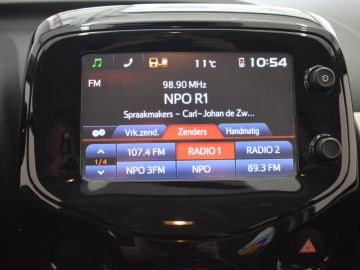 11°C 10:54
FM
98.90 MHz
NPO R1
Spraakmakers - Carl-Johan de Zw...
Vrk.zend. Zenders Handmatig
107.4 FM RADIO 1 RADIO 2
1/4
NPO 3FM NPO 89.3 FM